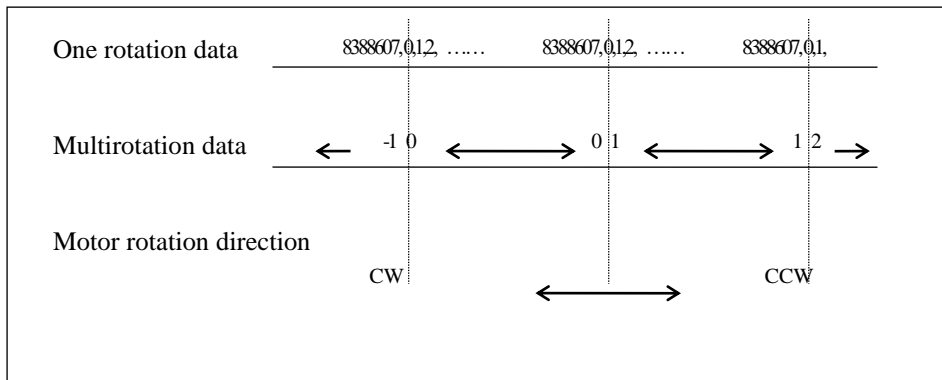 One rotation data 8388607,0,1,2, …… 8388607,0,1,2, …… 8388607,0,1,
Multirotation data -1 0 0 1 1 2
Motor rotation direction
CW CCW